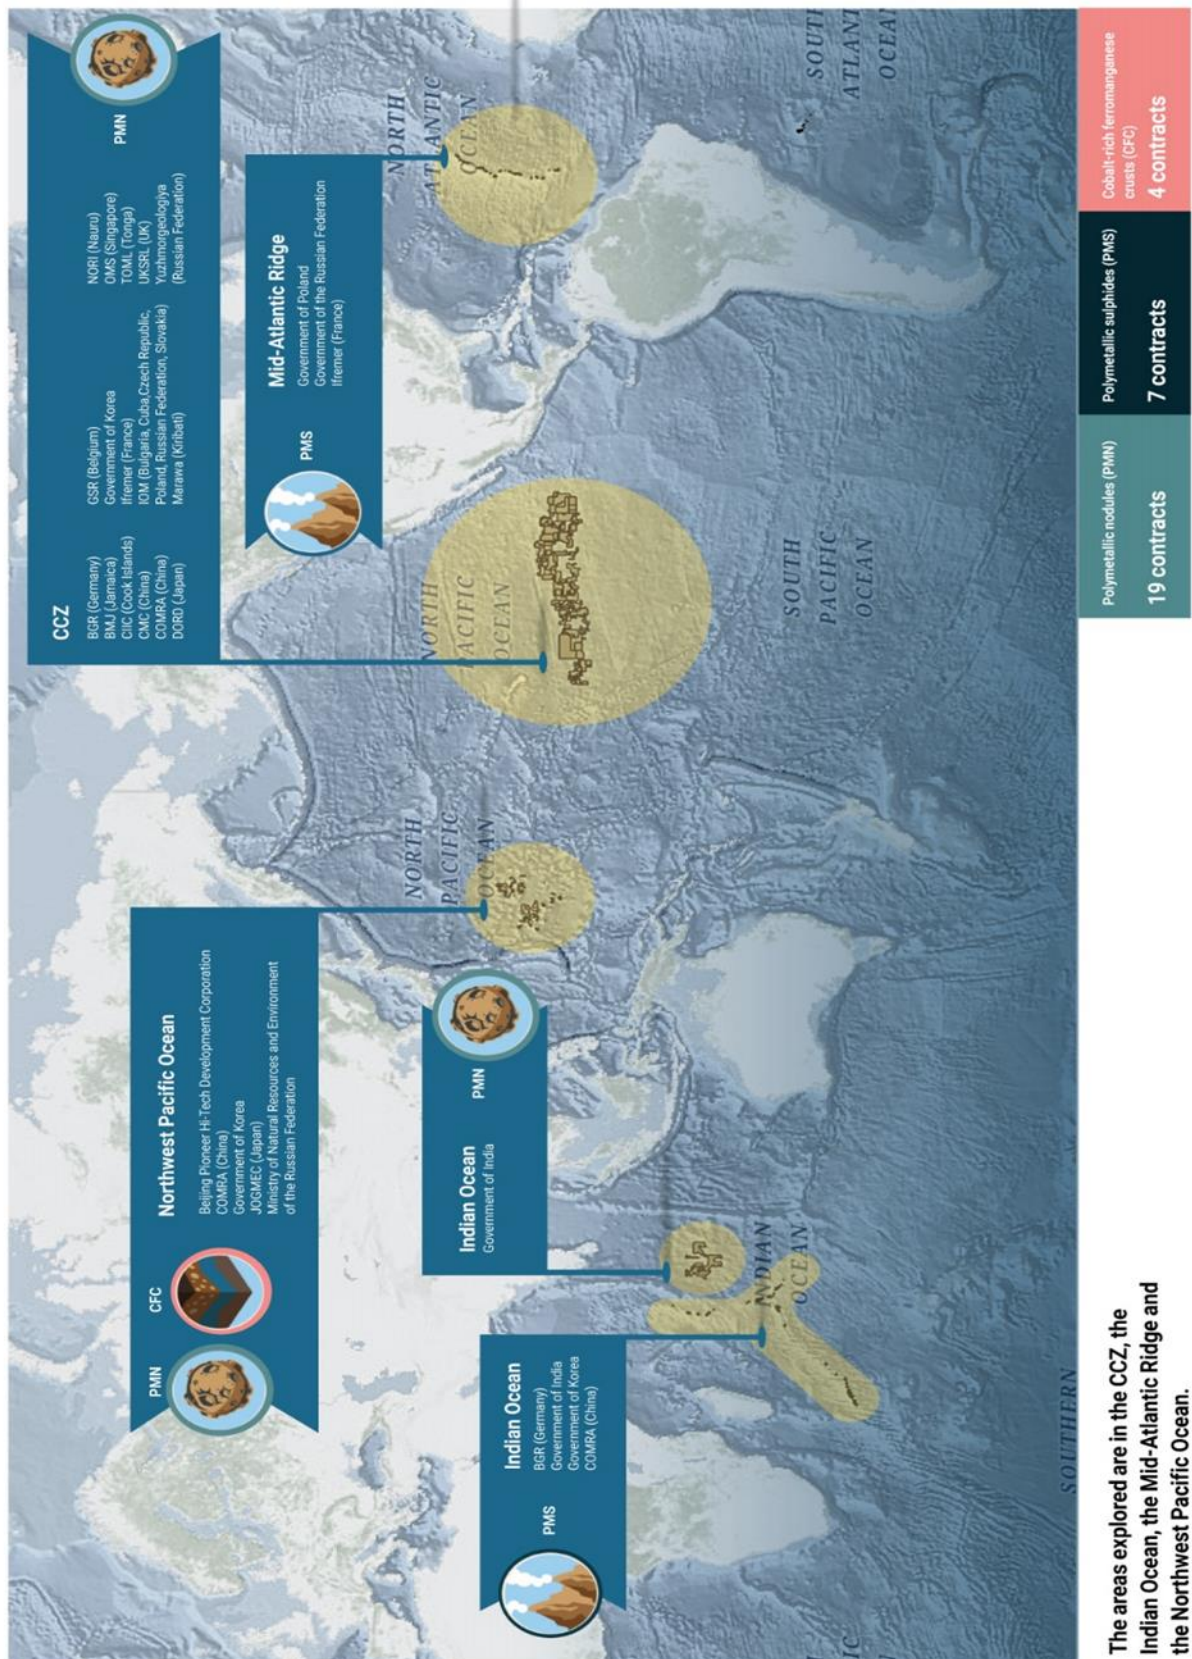 CCZ
BGR (Germany)
BMJ (Jamaica)
CIIC (Cook Islands)
CMC (China)
COMRA (China)
DORD (Japan)
GSR (Belgium)
Government of Korea
Ifremer (France)
IOM (Bulgaria, Cuba,Czech Republic,
Poland, Russian Federation, Slovakia)
Marawa (Kiribati)
NORI (Nauru)
OMS (Singapore)
TOML (Tonga)
UKSRL (UK)
Yuzhmorgeologiya
(Russian Federation)
PMN
PMN
CFC
Northwest Pacific Ocean
Beijing Pioneer Hi-Tech Development Corporation
COMRA (China)
Government of Korea
JOGMEC (Japan)
Ministry of Natural Resources and Environment
of the Russian Federation
PMS
Mid-Atlantic Ridge
Government of Poland
Government of the Russian Federation
Ifremer (France)
Indian Ocean
Government of India
PMN
PMS
Indian Ocean
BGR (Germany)
Government of India
Government of Korea
COMRA (China)
NORTH
PACIFIC
OCEAN
NORTH
PACIFIC
OCEAN
NORTH
ATLANTIC
OCEAN
INDIAN
OCEAN
SOUTH
PACIFIC
OCEAN
SOUTH
ATLANTI
OCEAN
IC
SOUTHERN
The areas explored are in the CCZ, the
Indian Ocean, the Mid-Atlantic Ridge and
the Northwest Pacific Ocean.
Polymetallic nodules (PMN)
19 contracts
Polymetallic sulphides (PMS)
7 contracts
Cobalt-rich ferromanganese
crusts (CFC)
4 contracts